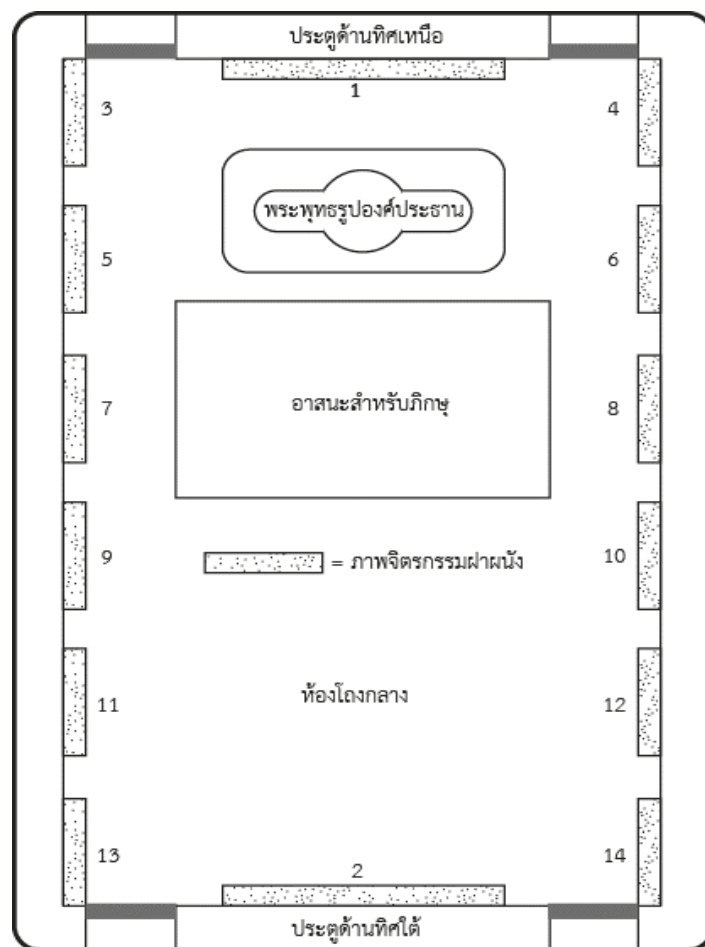 ประตูด้านทิศเหนือ
1
3
4
พระพุทธรูปองค์ประธาน
5
6
อาสนะสำหรับภิกษุ
7
8
9
= ภาพจิตรกรรมฝาผนัง
10
ห้องโถงกลาง
11
12
13
2
14
ประตูด้านทิศใต้